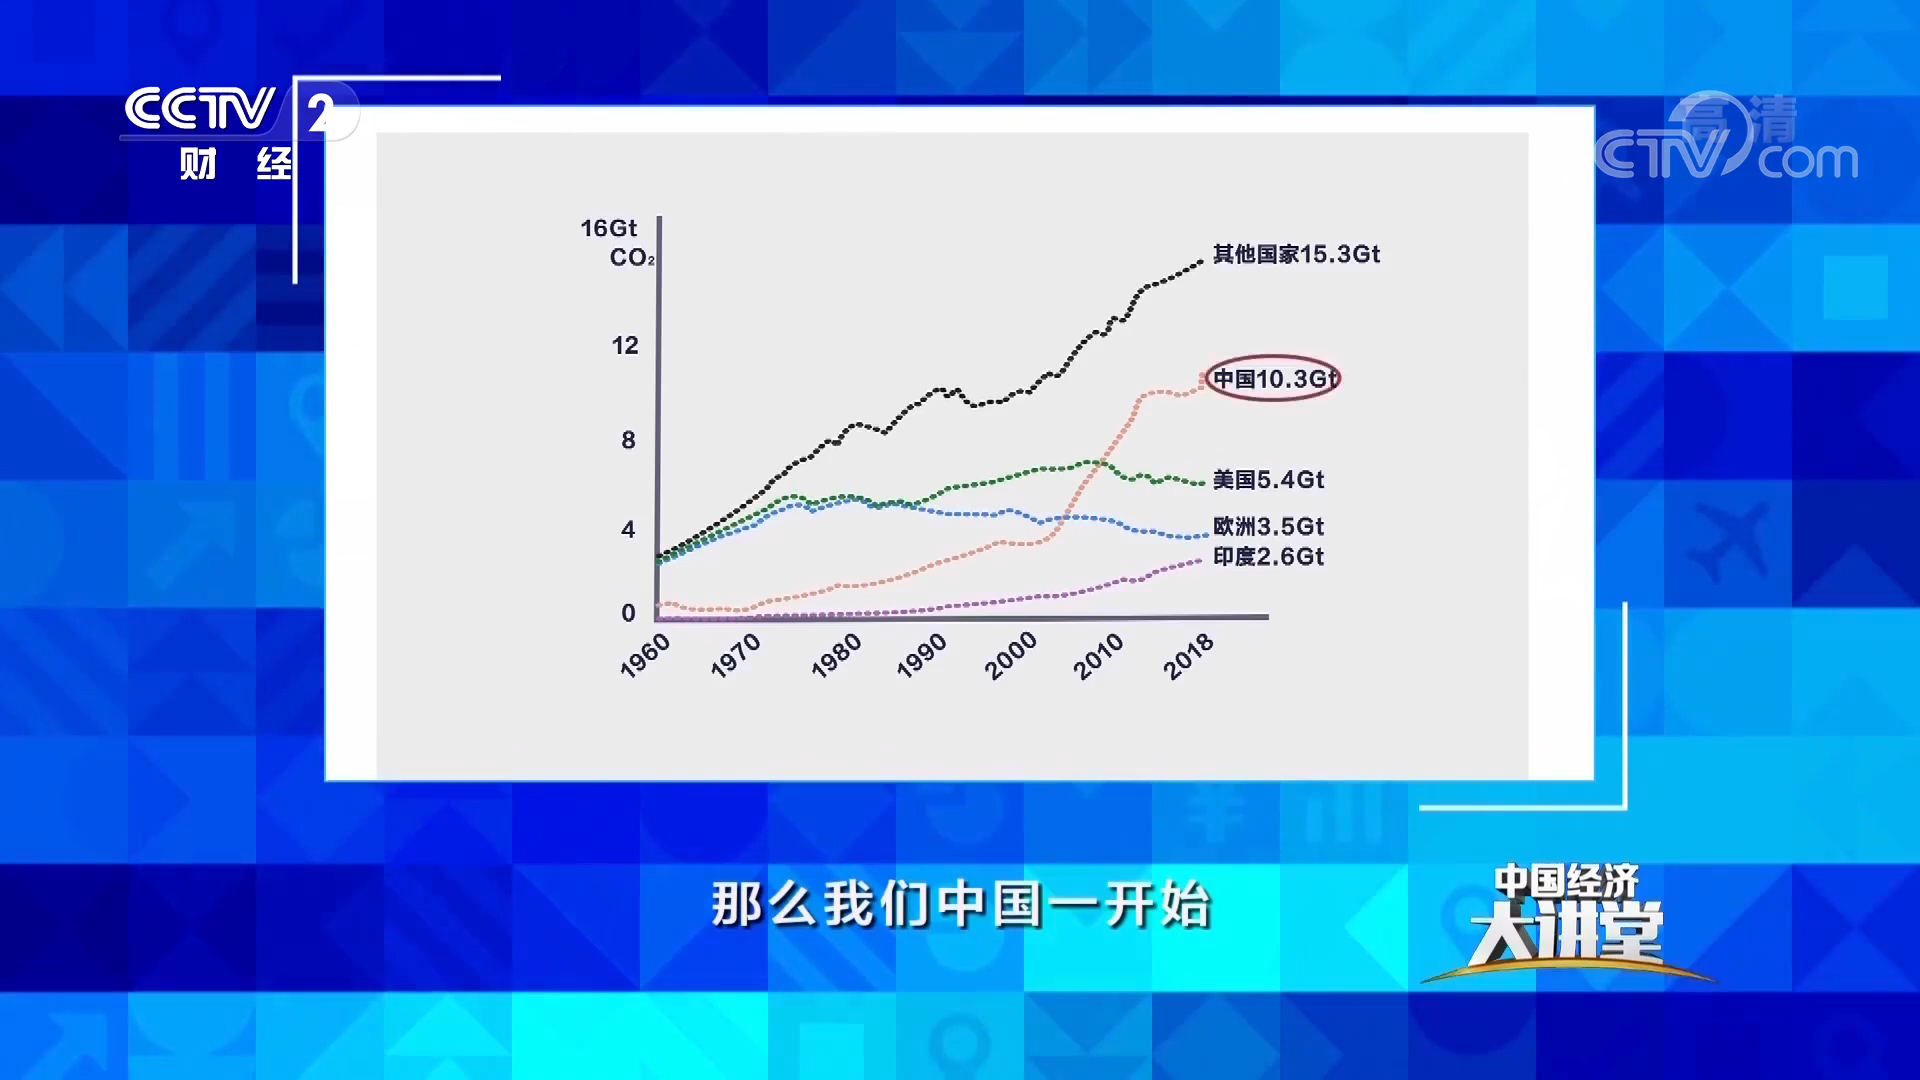 CCTV 2
财经
高清
CCTV.com
16Gt
CO₂
12
8
4
0
其他国家15.3Gt
中国10.3Gt
美国5.4Gt
欧洲3.5Gt
印度2.6Gt
1960 1970 1980 1990 2000 2010 2018
那么我们中国一开始
中国经济
大讲堂